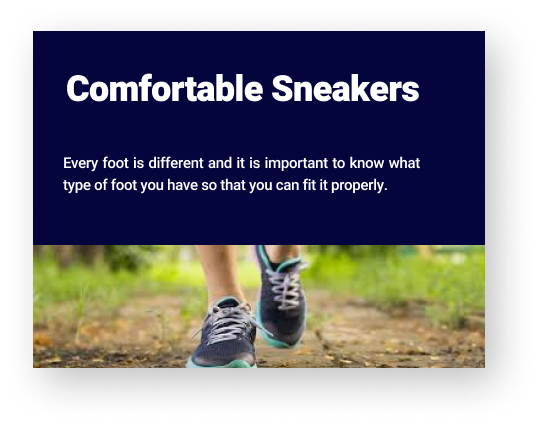 Comfortable Sneakers
Every foot is different and it is important to know what
type of foot you have so that you can fit it properly.